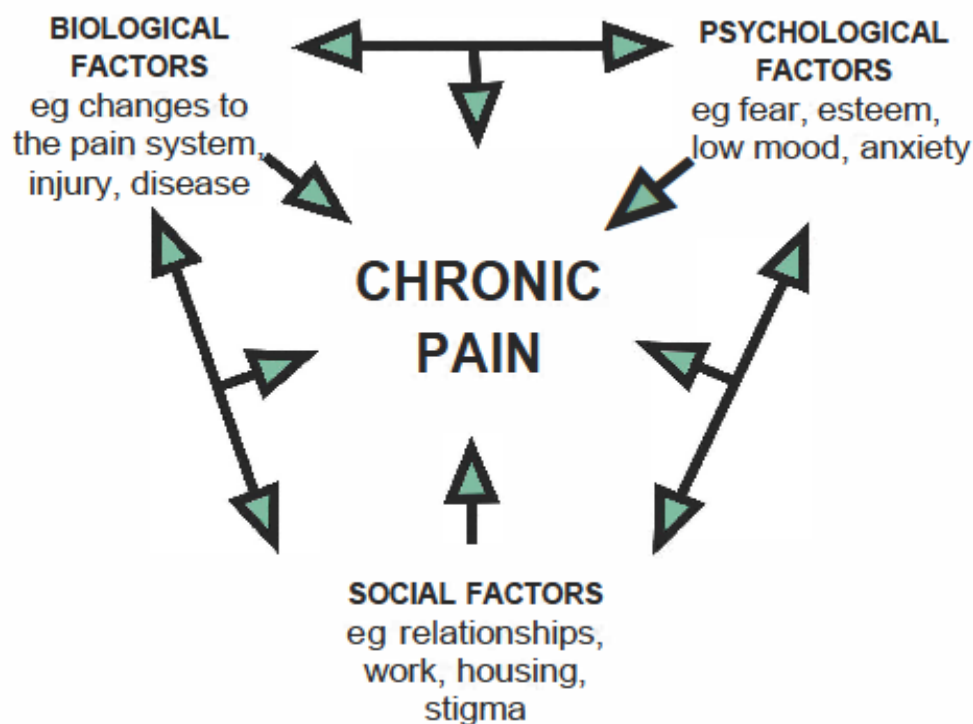 BIOLOGICAL
FACTORS
eg changes to
the pain system,
injury, disease
PSYCHOLOGICAL
FACTORS
eg fear, esteem,
low mood, anxiety
CHRONIC
PAIN
SOCIAL FACTORS
eg relationships,
work, housing,
stigma